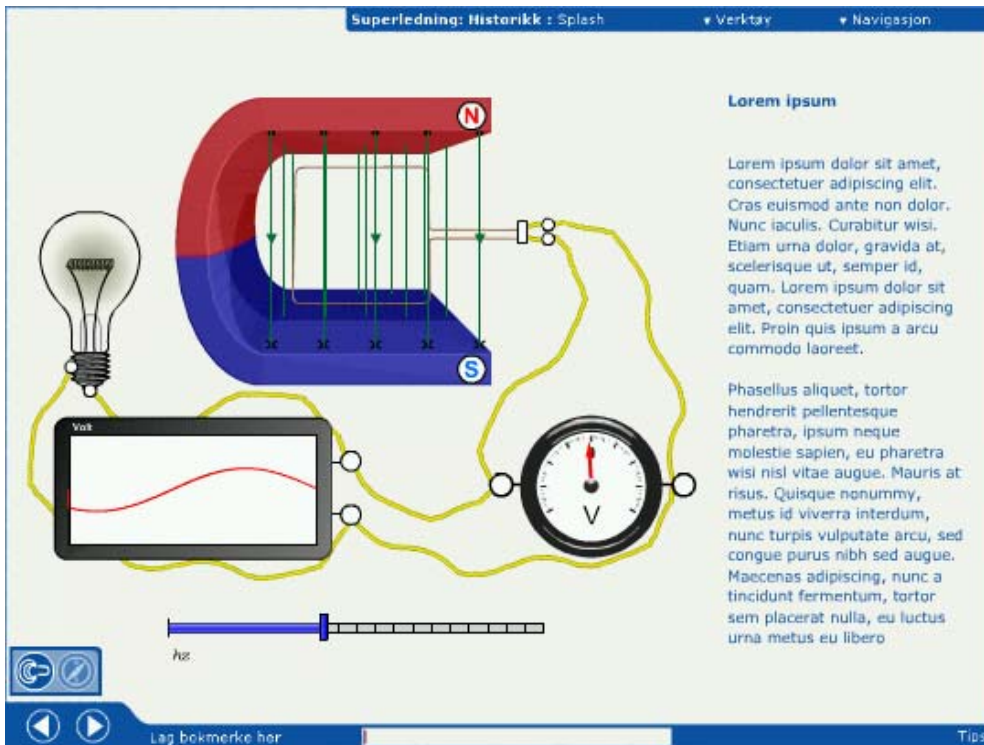 Superledning: Historikk : Splash
▾ Verktøy
▾ Navigasjon
N
S
Lorem ipsum
Lorem ipsum dolor sit amet,
consectetuer adipiscing elit.
Cras euismod ante non dolor.
Nunc iaculis. Curabitur wisi.
Etiam urna dolor, gravida at,
scelerisque ut, semper id,
quam. Lorem ipsum dolor sit
amet, consectetuer adipiscing
elit. Proin quis ipsum a arcu
commodo laoreet.
Phasellus aliquet, tortor
hendrerit pellentesque
pharetra, ipsum neque
molestie sapien, eu pharetra
wisi nisl vitae augue. Mauris at
risus. Quisque nonummy,
metus id viverra interdum,
nunc turpis vulputate arcu, sed
congue purus nibh sed augue.
Maecenas adipiscing, nunc a
tincidunt fermentum, tortor
sem placerat nulla, eu luctus
urna metus eu libero
Volt
V
hz
Lag bokmerke her
Tips